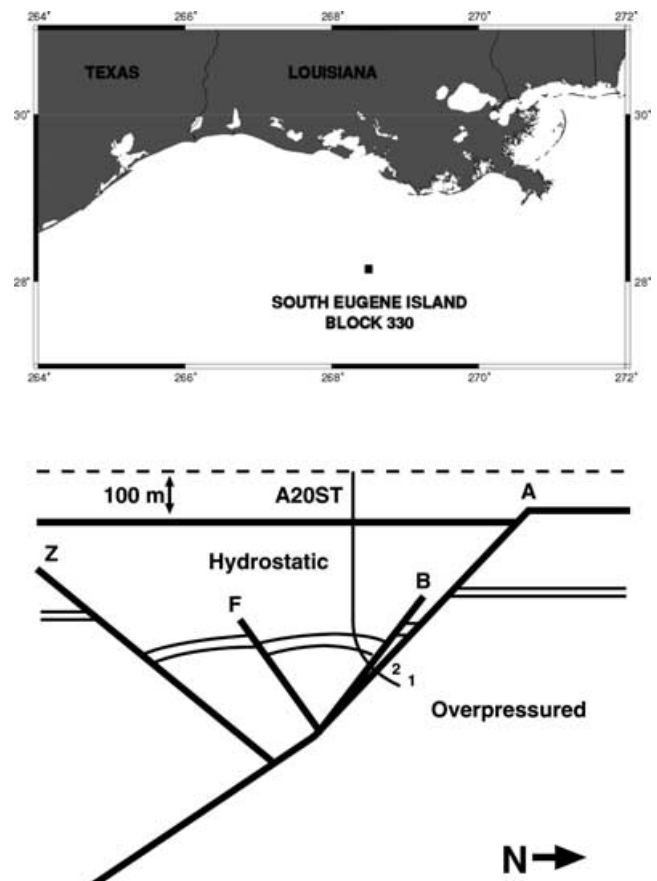 264° 266° 268° 270° 272°
TEXAS LOUISIANA
30° 30°
28° 28°
SOUTH EUGENE ISLAND
BLOCK 330
264° 266° 268° 270° 272°
100 m A20ST A
Z Hydrostatic
B
F
2
1
Overpressured
N